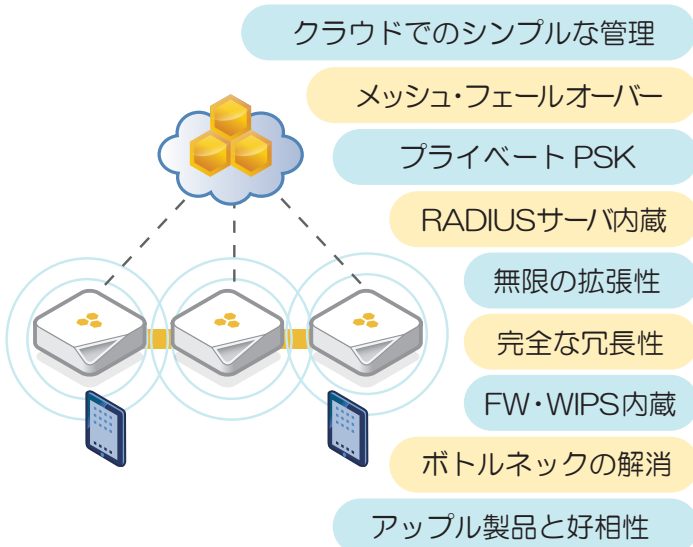 クラウドでのシンプルな管理
メッシュ・フェールオーバー
プライベート PSK
RADIUSサーバ内蔵
無限の拡張性
完全な冗長性
FW・WIPS内蔵
ボトルネックの解消
アップル製品と好相性